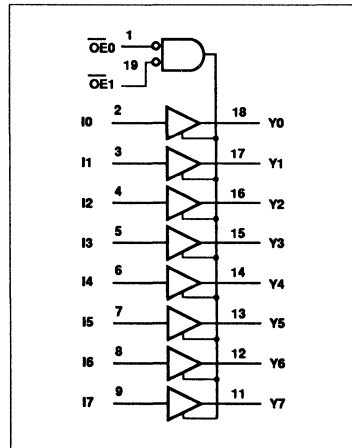 OE0 1
OE1 19
I0 2 18 Y0
I1 3 17 Y1
I2 4 16 Y2
I3 5 15 Y3
I4 6 14 Y4
I5 7 13 Y5
I6 8 12 Y6
I7 9 11 Y7